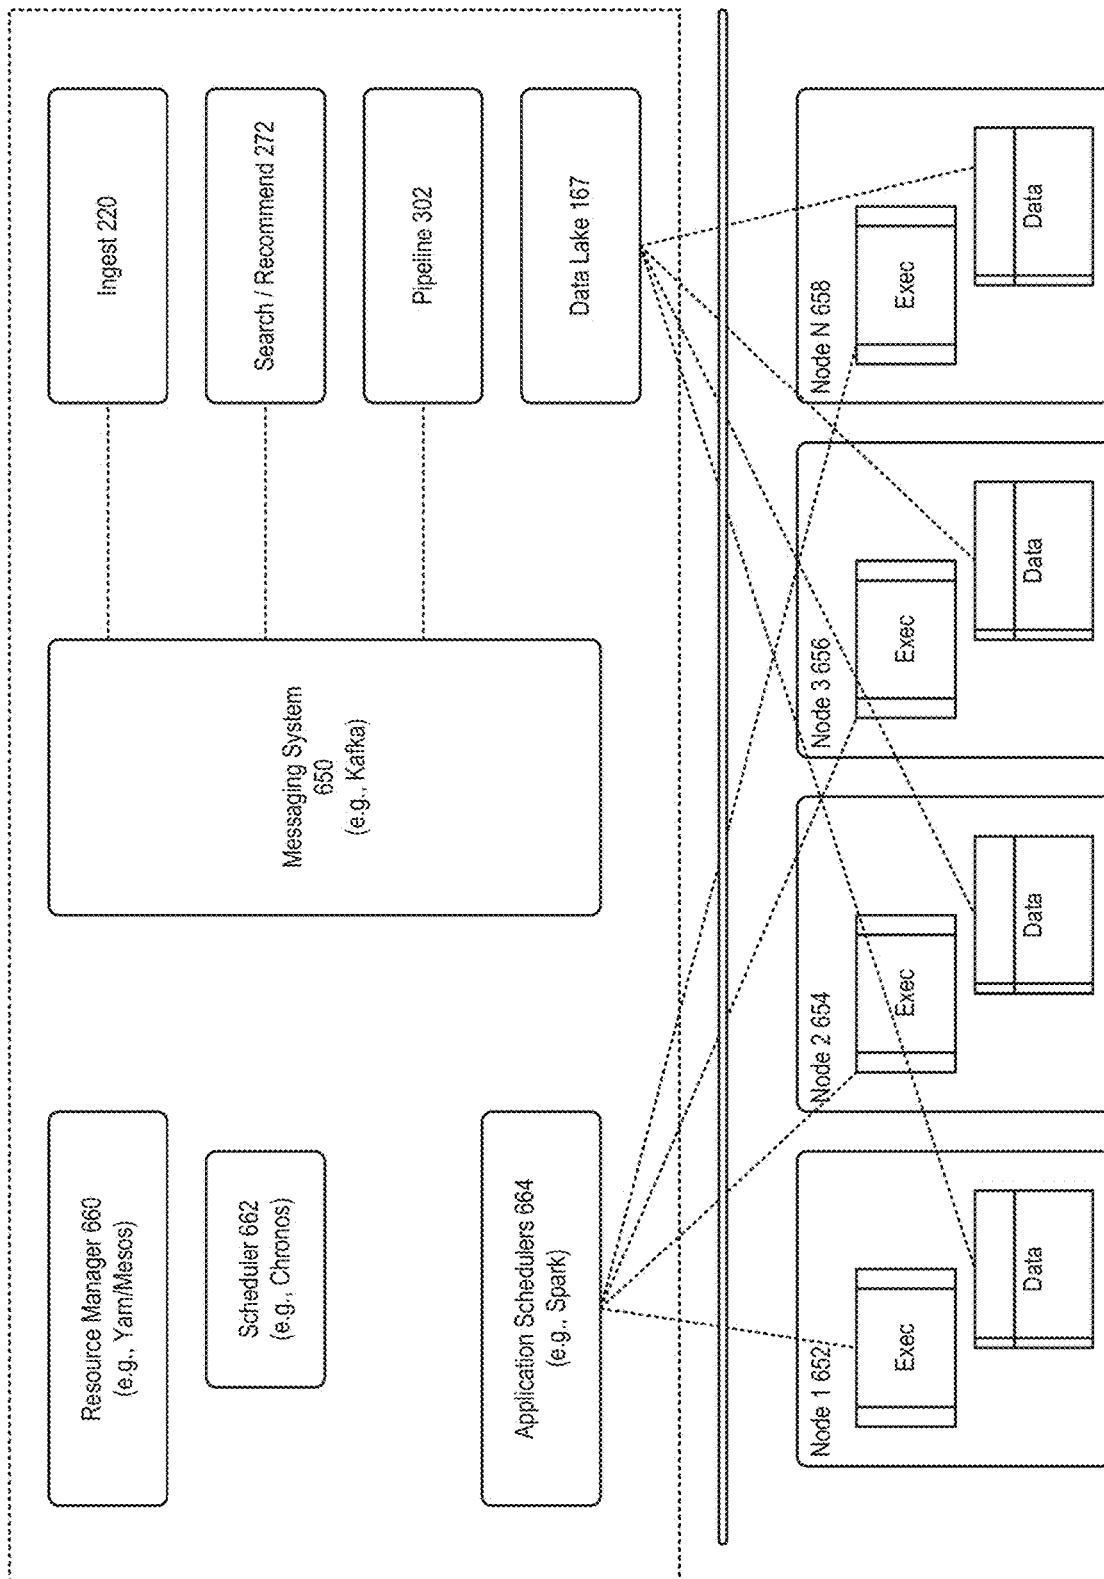 Resource Manager 660
(e.g., Yarn/Mesos)
Scheduler 662
(e.g., Chronos)
Application Schedulers 664
(e.g., Spark)
Messaging System
650
(e.g., Kafka)
Ingest 220
Search / Recommend 272
Pipeline 302
Data Lake 167
Node 1 652
Exec
Data
Node 2 654
Exec
Data
Node 3 656
Exec
Data
Node N 658
Exec
Data